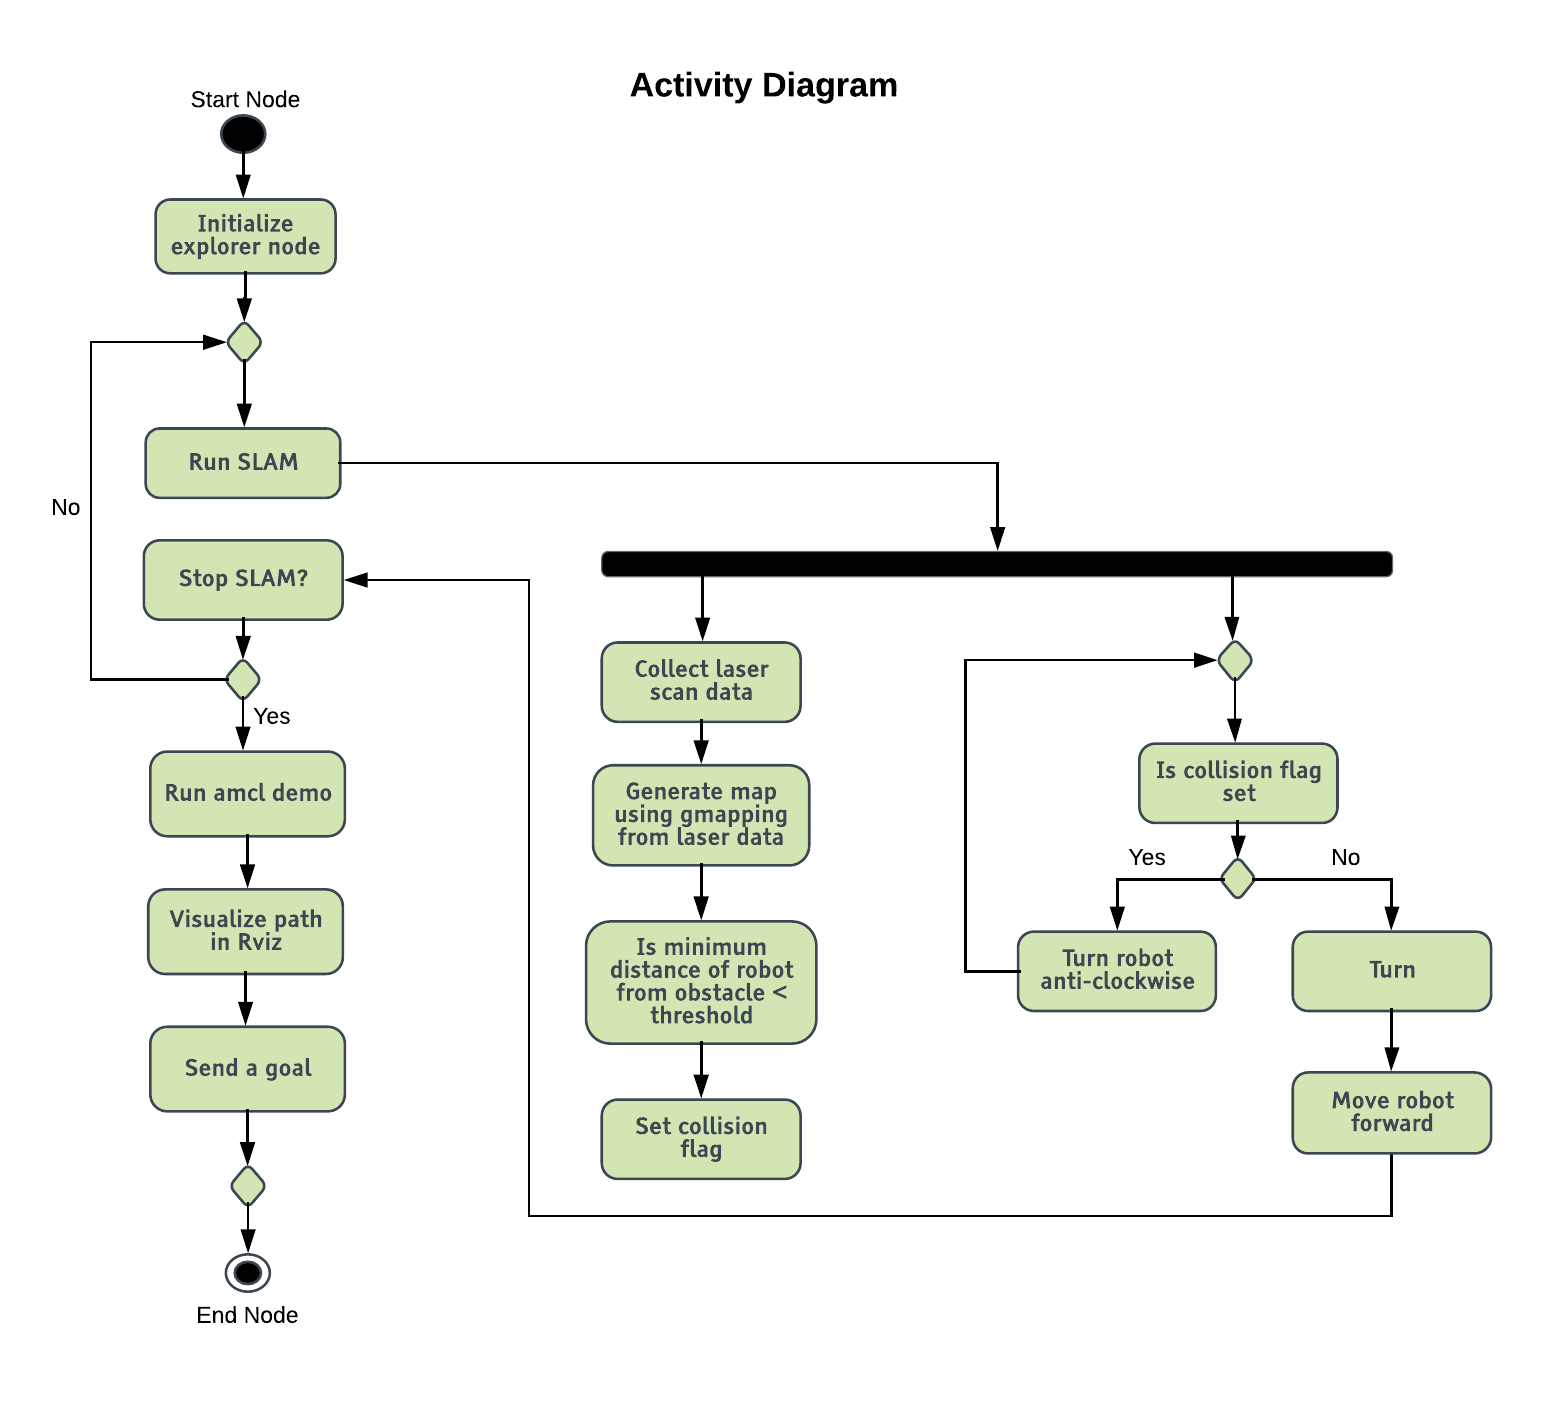 Activity Diagram
Start Node
Initialize
explorer node
Run SLAM
No
Stop SLAM?
Yes
Run amcl demo
Visualize path
in Rviz
Send a goal
End Node
Collect laser
scan data
Generate map
using gmapping
from laser data
Is minimum
distance of robot
from obstacle <
threshold
Set collision
flag
Is collision flag
set
Yes
No
Turn robot
anti-clockwise
Turn
Move robot
forward